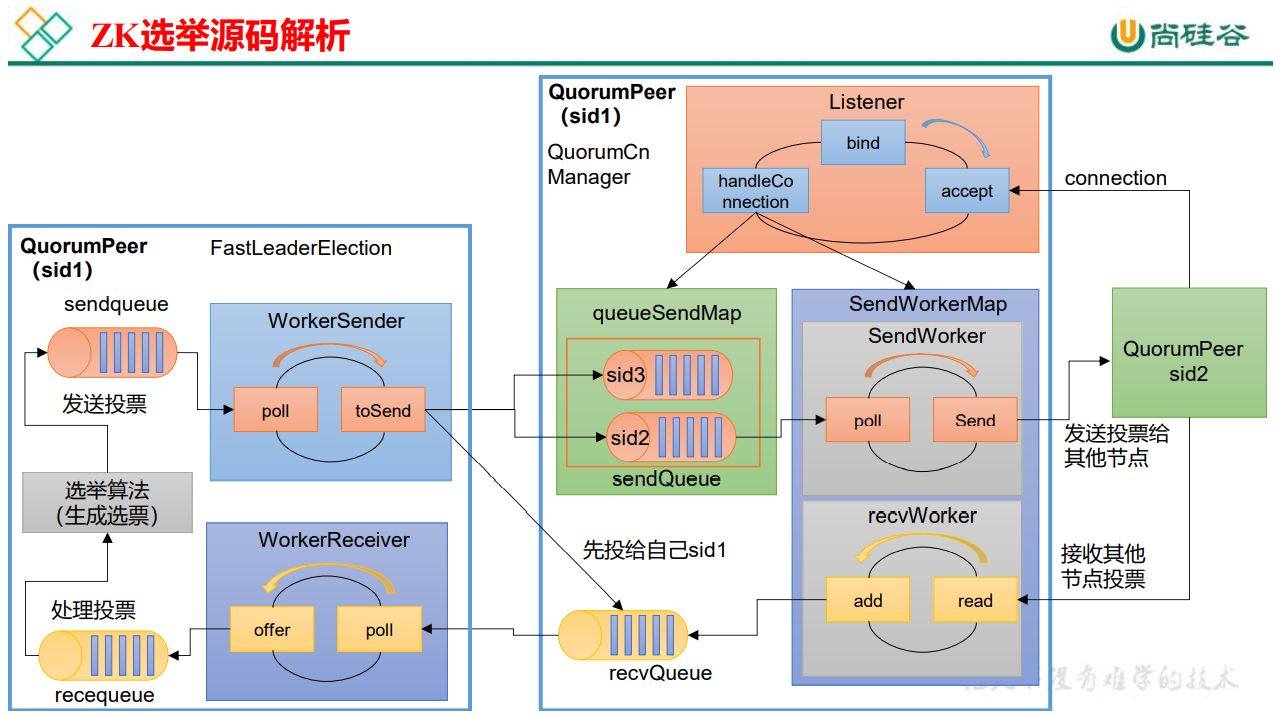 ZK选举源码解析
尚硅谷
QuorumPeer
（sid1）
QuorumCn
Manager
Listener
bind
handleCo
nnection
accept
connection
QuorumPeer
（sid1）
FastLeaderElection
sendqueue
发送投票
WorkerSender
poll
toSend
选举算法
（生成选票）
WorkerReceiver
offer
poll
处理投票
recequeue
queueSendMap
sid3
sid2
sendQueue
SendWorkerMap
SendWorker
poll
Send
recvWorker
add
read
先投给自己sid1
recvQueue
QuorumPeer
sid2
发送投票给
其他节点
接收其他
节点投票
没有难学的技术